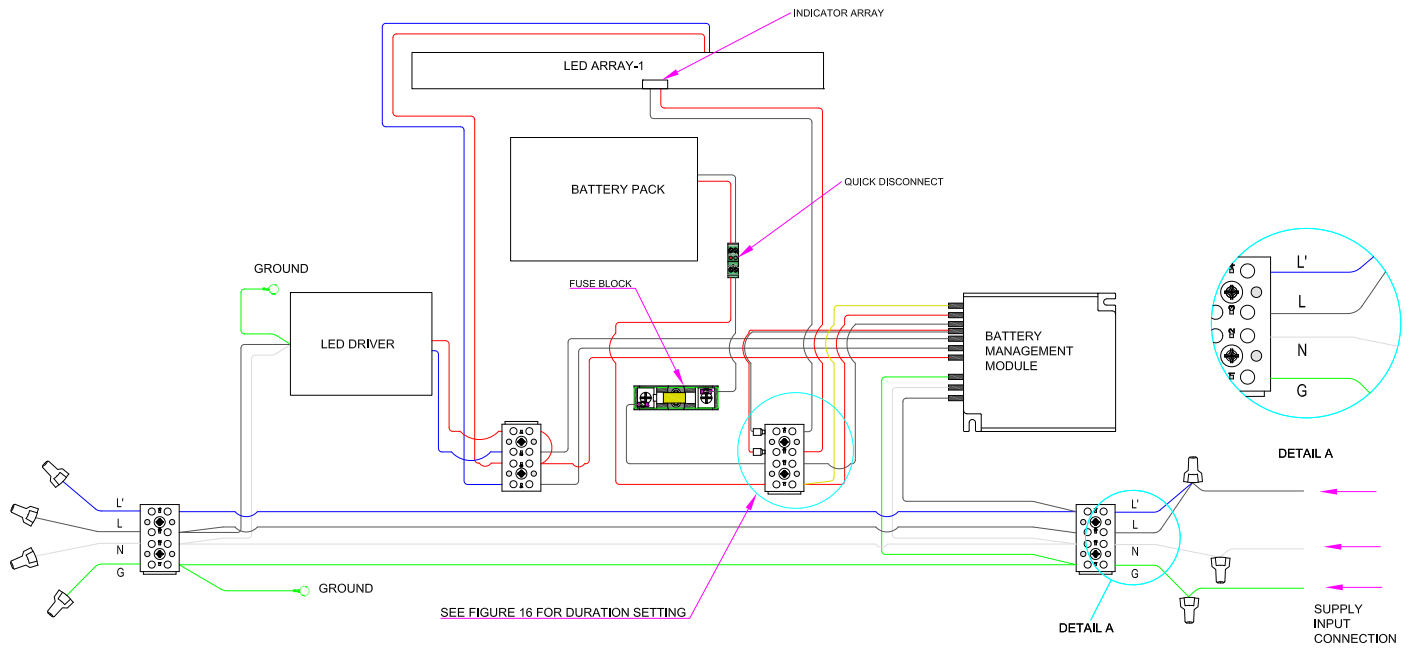 INDICATOR ARRAY
LED ARRAY-1
BATTERY PACK
QUICK DISCONNECT
GROUND
FUSE BLOCK
LED DRIVER
BATTERY
MANAGEMENT
MODULE
L'
L
N
G
DETAIL A
L'
L
N
G
GROUND
L'
L
N
G
SEE FIGURE 16 FOR DURATION SETTING
DETAIL A
SUPPLY
INPUT
CONNECTION